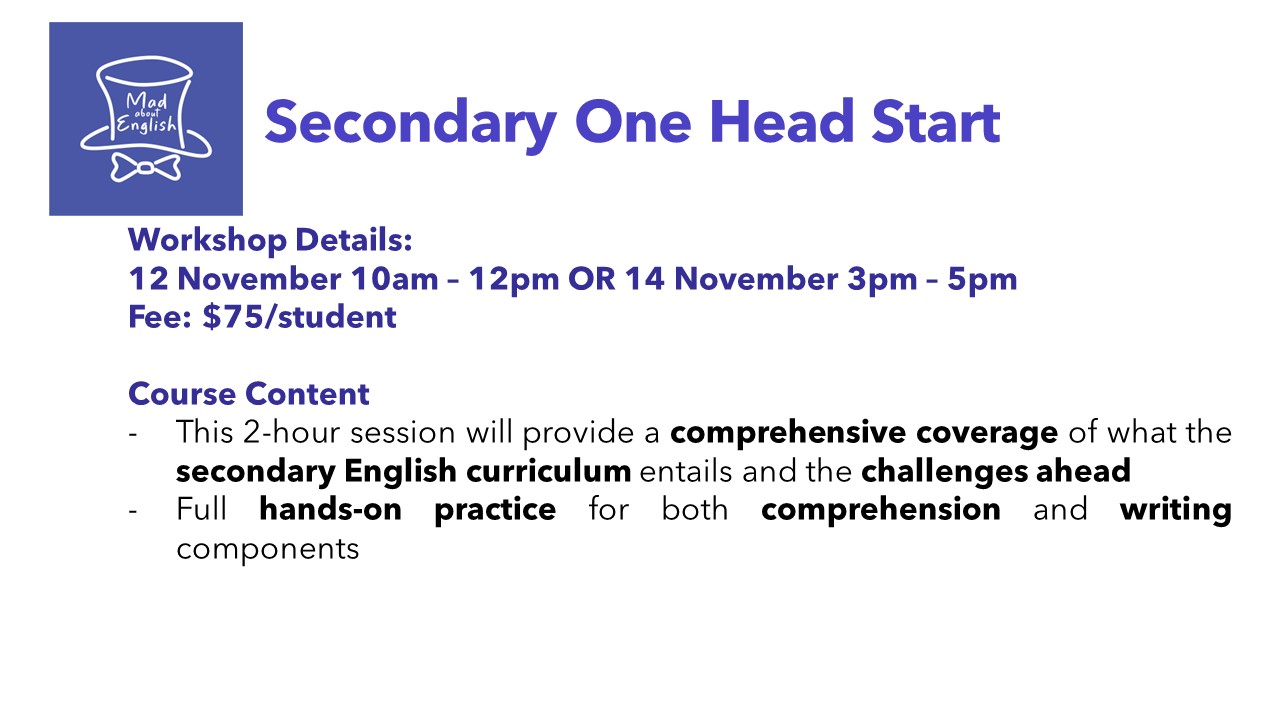 Mad
about
English
Secondary One Head Start
Workshop Details:
12 November 10am – 12pm OR 14 November 3pm – 5pm
Fee: $75/student
Course Content
- This 2-hour session will provide a comprehensive coverage of what the
secondary English curriculum entails and the challenges ahead
- Full hands-on practice for both comprehension and writing
components